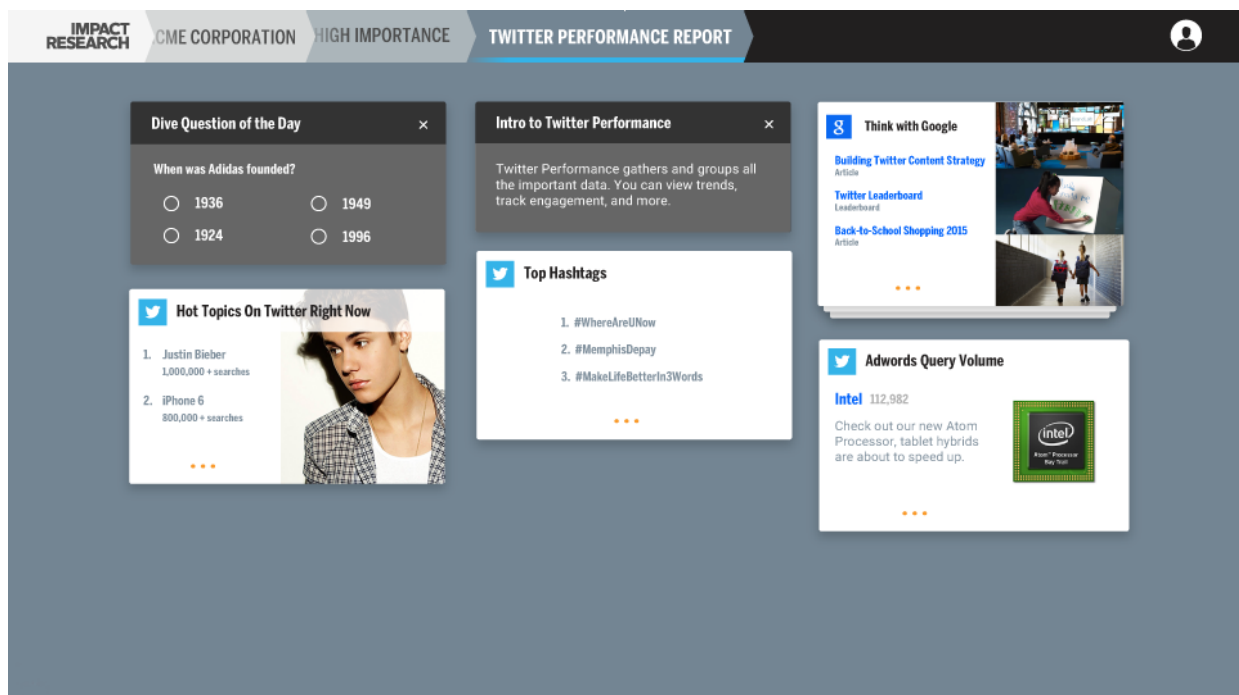 IMPACT
RESEARCH
CME CORPORATION
HIGH IMPORTANCE
TWITTER PERFORMANCE REPORT
Dive Question of the Day
×
When was Adidas founded?
1936
1949
1924
1996
Hot Topics On Twitter Right Now
1. Justin Bieber
1,000,000 + searches
2. iPhone 6
800,000 + searches
Intro to Twitter Performance
×
Twitter Performance gathers and groups all
the important data. You can view trends,
track engagement, and more.
Top Hashtags
1. #WhereAreUNow
2. #MemphisDepay
3. #MakeLifeBetterIn3Words
g
Think with Google
Building Twitter Content Strategy
Article
Twitter Leaderboard
Leaderboard
Back-to-School Shopping 2015
Article
Adwords Query Volume
Intel 112,982
Check out our new Atom
Processor, tablet hybrids
are about to speed up.
intel
Atom™ Processor
Bay Trail